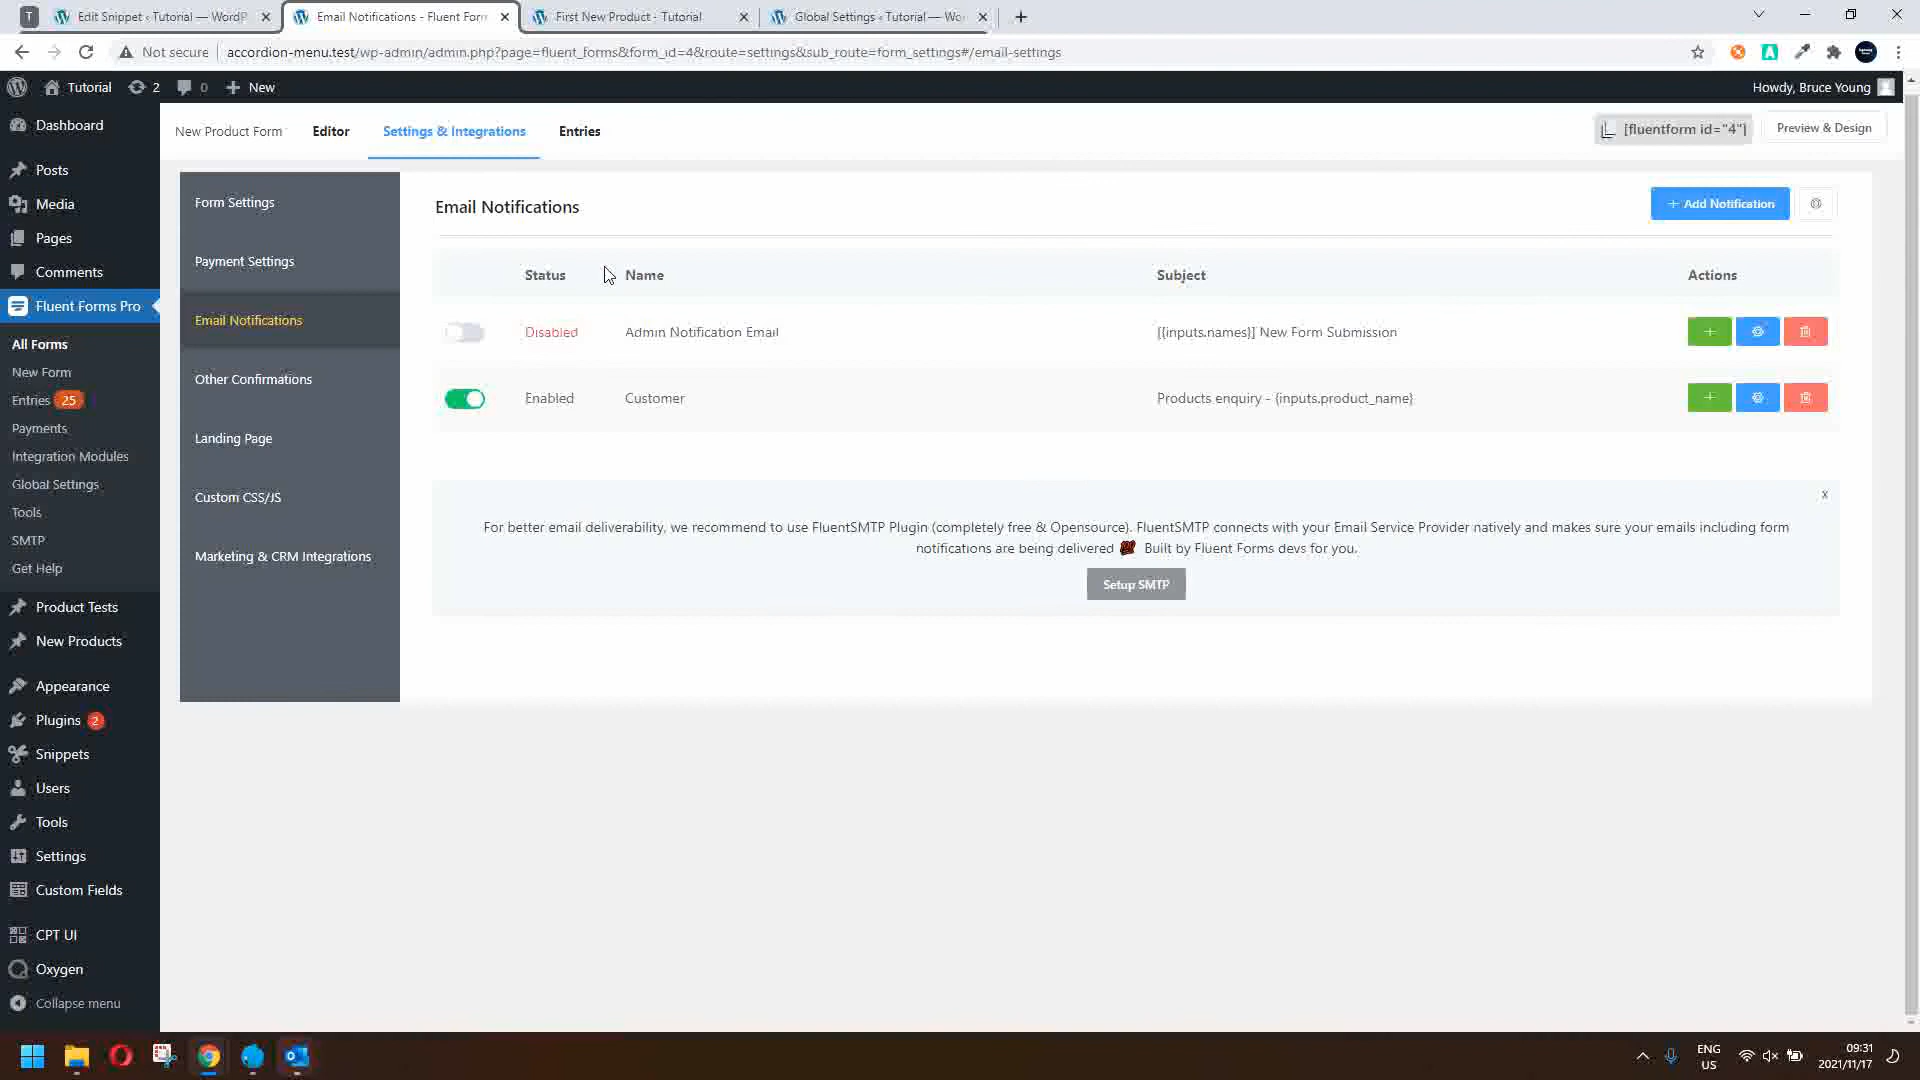 T
Edit Snippet ‹ Tutorial — WordP
Email Notifications - Fluent Form
First New Product - Tutorial
Global Settings ‹ Tutorial — Wor
Not secure
accordion-menu.test/wp-admin/admin.php?page=fluent_forms&form_id=4&route=settings&sub_route=form_settings#/email-settings
A
Tutorial
2
0
New
Howdy, Bruce Young
Dashboard
Posts
Media
Pages
Comments
Fluent Forms Pro
All Forms
New Form
Entries 25
Payments
Integration Modules
Global Settings
Tools
SMTP
Get Help
Product Tests
New Products
Appearance
Plugins 2
Snippets
Users
Tools
Settings
Custom Fields
CPT UI
Oxygen
Collapse menu
New Product Form
Editor
Settings & Integrations
Entries
[fluentform id="4"]
Preview & Design
Form Settings
Payment Settings
Email Notifications
Other Confirmations
Landing Page
Custom CSS/JS
Marketing & CRM Integrations
Email Notifications
+ Add Notification
Status Name Subject Actions
Disabled Admin Notification Email [{inputs.names}] New Form Submission
Enabled Customer Products enquiry - {inputs.product_name}
x
For better email deliverability, we recommend to use FluentSMTP Plugin (completely free & Opensource). FluentSMTP connects with your Email Service Provider natively and makes sure your emails including form
notifications are being delivered 💯 Built by Fluent Forms devs for you.
Setup SMTP
ENG
US
09:31
2021/11/17